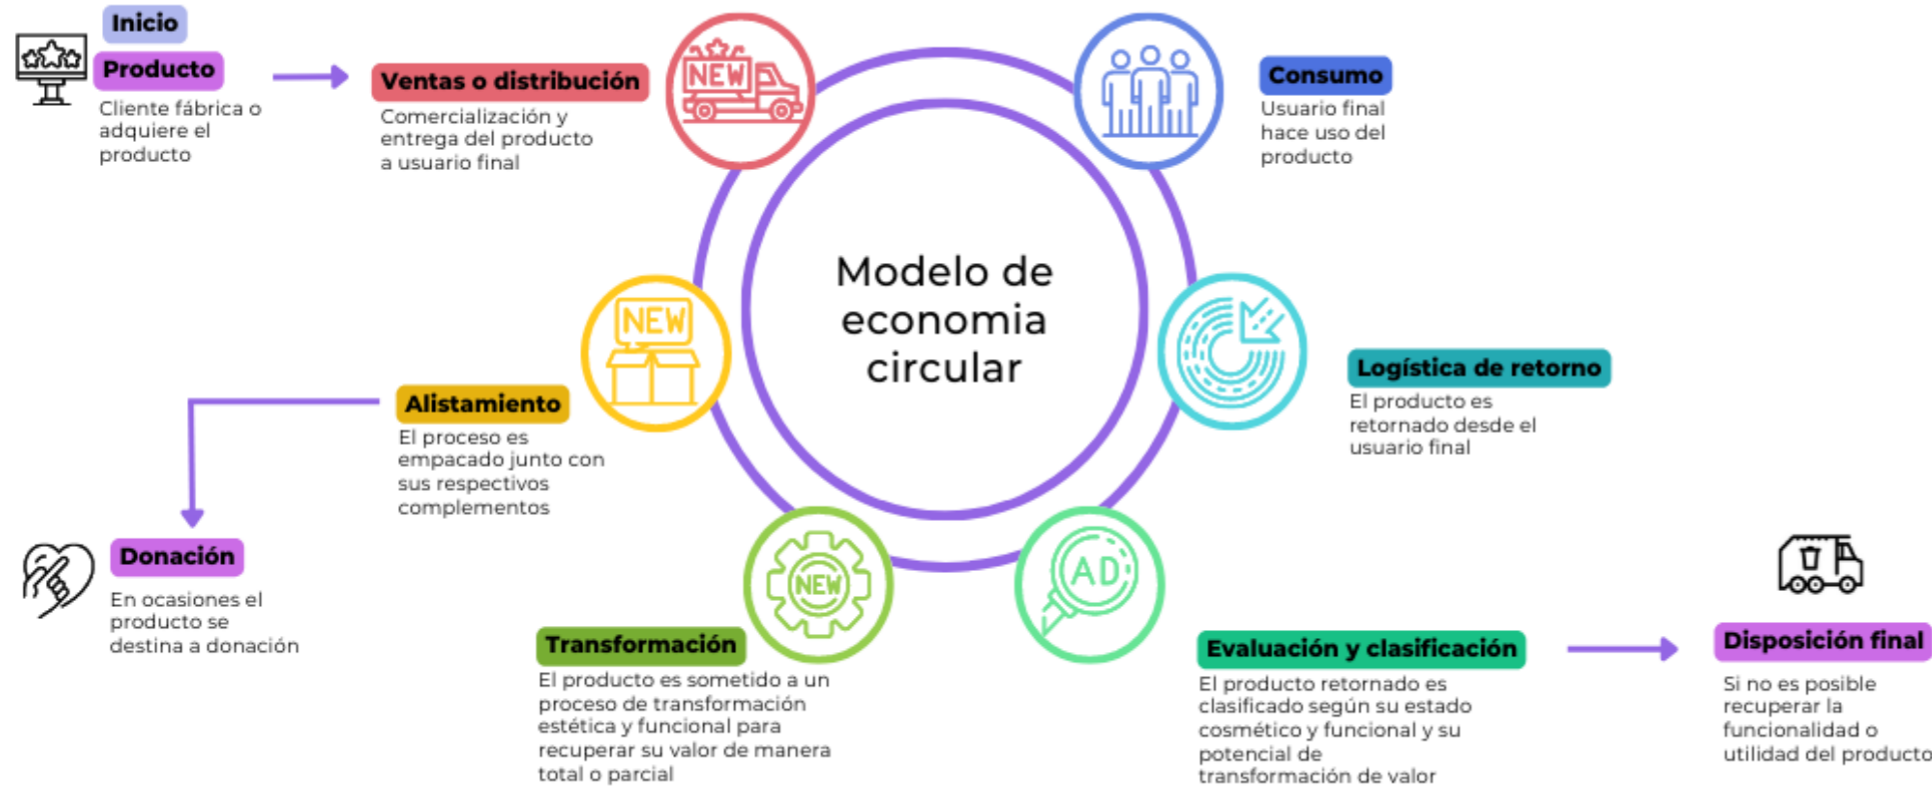 Inicio
Producto
Cliente fábrica o
adquiere el
producto
Ventas o distribución
Comercialización y
entrega del producto
a usuario final
NEW
Consumo
Usuario final
hace uso del
producto
Modelo de
economia
circular
Logística de retorno
El producto es
retornado desde el
usuario final
NEW
Alistamiento
El proceso es
empacado junto con
sus respectivos
complementos
Donación
En ocasiones el
producto se
destina a donación
NEW
Transformación
El producto es sometido a un
proceso de transformación
estética y funcional para
recuperar su valor de manera
total o parcial
AD
Evaluación y clasificación
El producto retornado es
clasificado según su estado
cosmético y funcional y su
potencial de
transformación de valor
Disposición final
Si no es posible
recuperar la
funcionalidad o
utilidad del producto